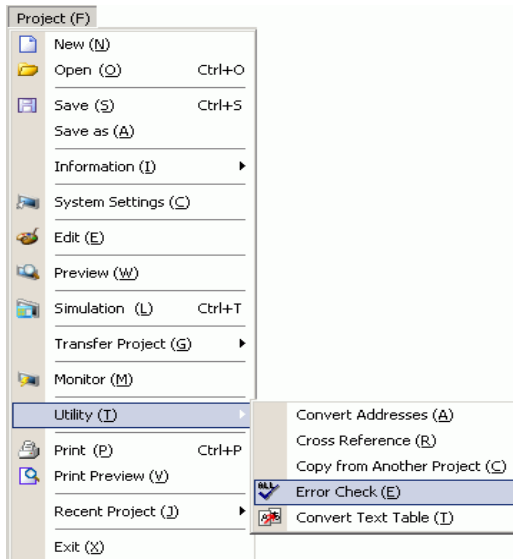 Project (F)
New (N)
Open (O) Ctrl+O
Save (S) Ctrl+S
Save as (A)
Information (I)
System Settings (C)
Edit (E)
Preview (W)
Simulation (L) Ctrl+T
Transfer Project (G)
Monitor (M)
Utility (T)
Convert Addresses (A)
Cross Reference (R)
Copy from Another Project (C)
Error Check (E)
Convert Text Table (T)
Print (P) Ctrl+P
Print Preview (V)
Recent Project (J)
Exit (X)